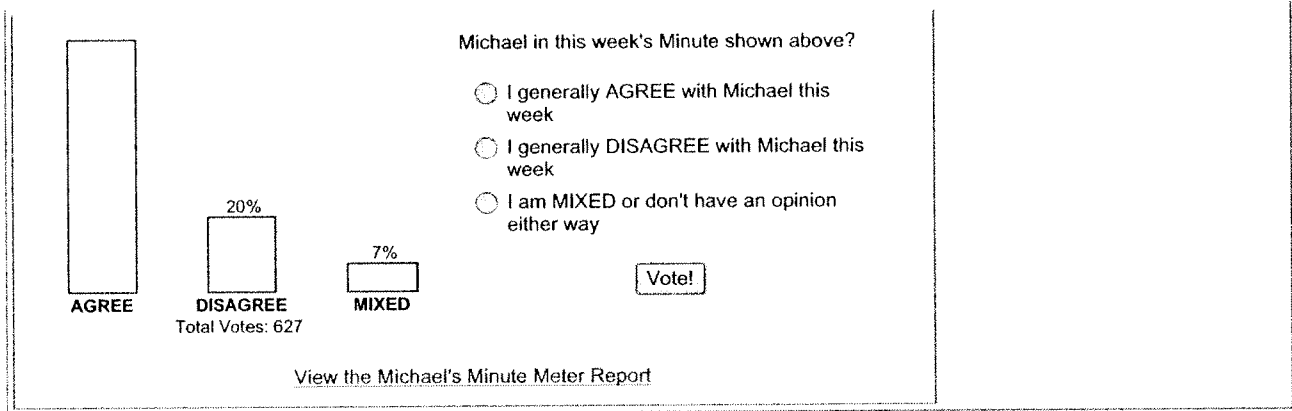 Michael in this week's Minute shown above?
I generally AGREE with Michael this
week
I generally DISAGREE with Michael this
week
I am MIXED or don't have an opinion
either way
Vote!
20%
7%
AGREE
DISAGREE
MIXED
Total Votes: 627
View the Michael's Minute Meter Report